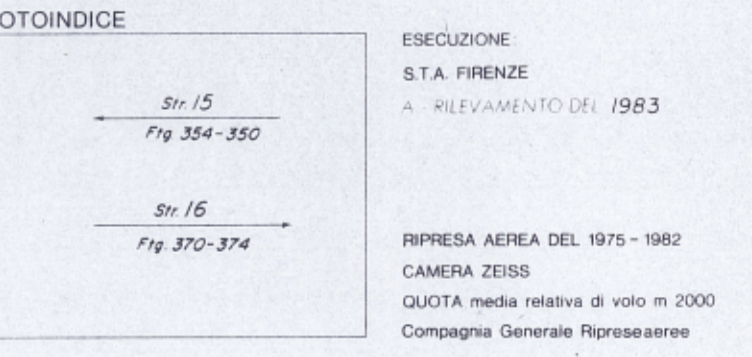 OTOINDICE
Str. 15
Ftg. 354-350
Str. 16
Ftg. 370-374
ESECUZIONE:
S.T.A. FIRENZE
A - RILEVAMENTO DEL 1983
RIPRESA AEREA DEL 1975 - 1982
CAMERA ZEISS
QUOTA media relativa di volo m 2000
Compagnia Generale Ripreseaeree